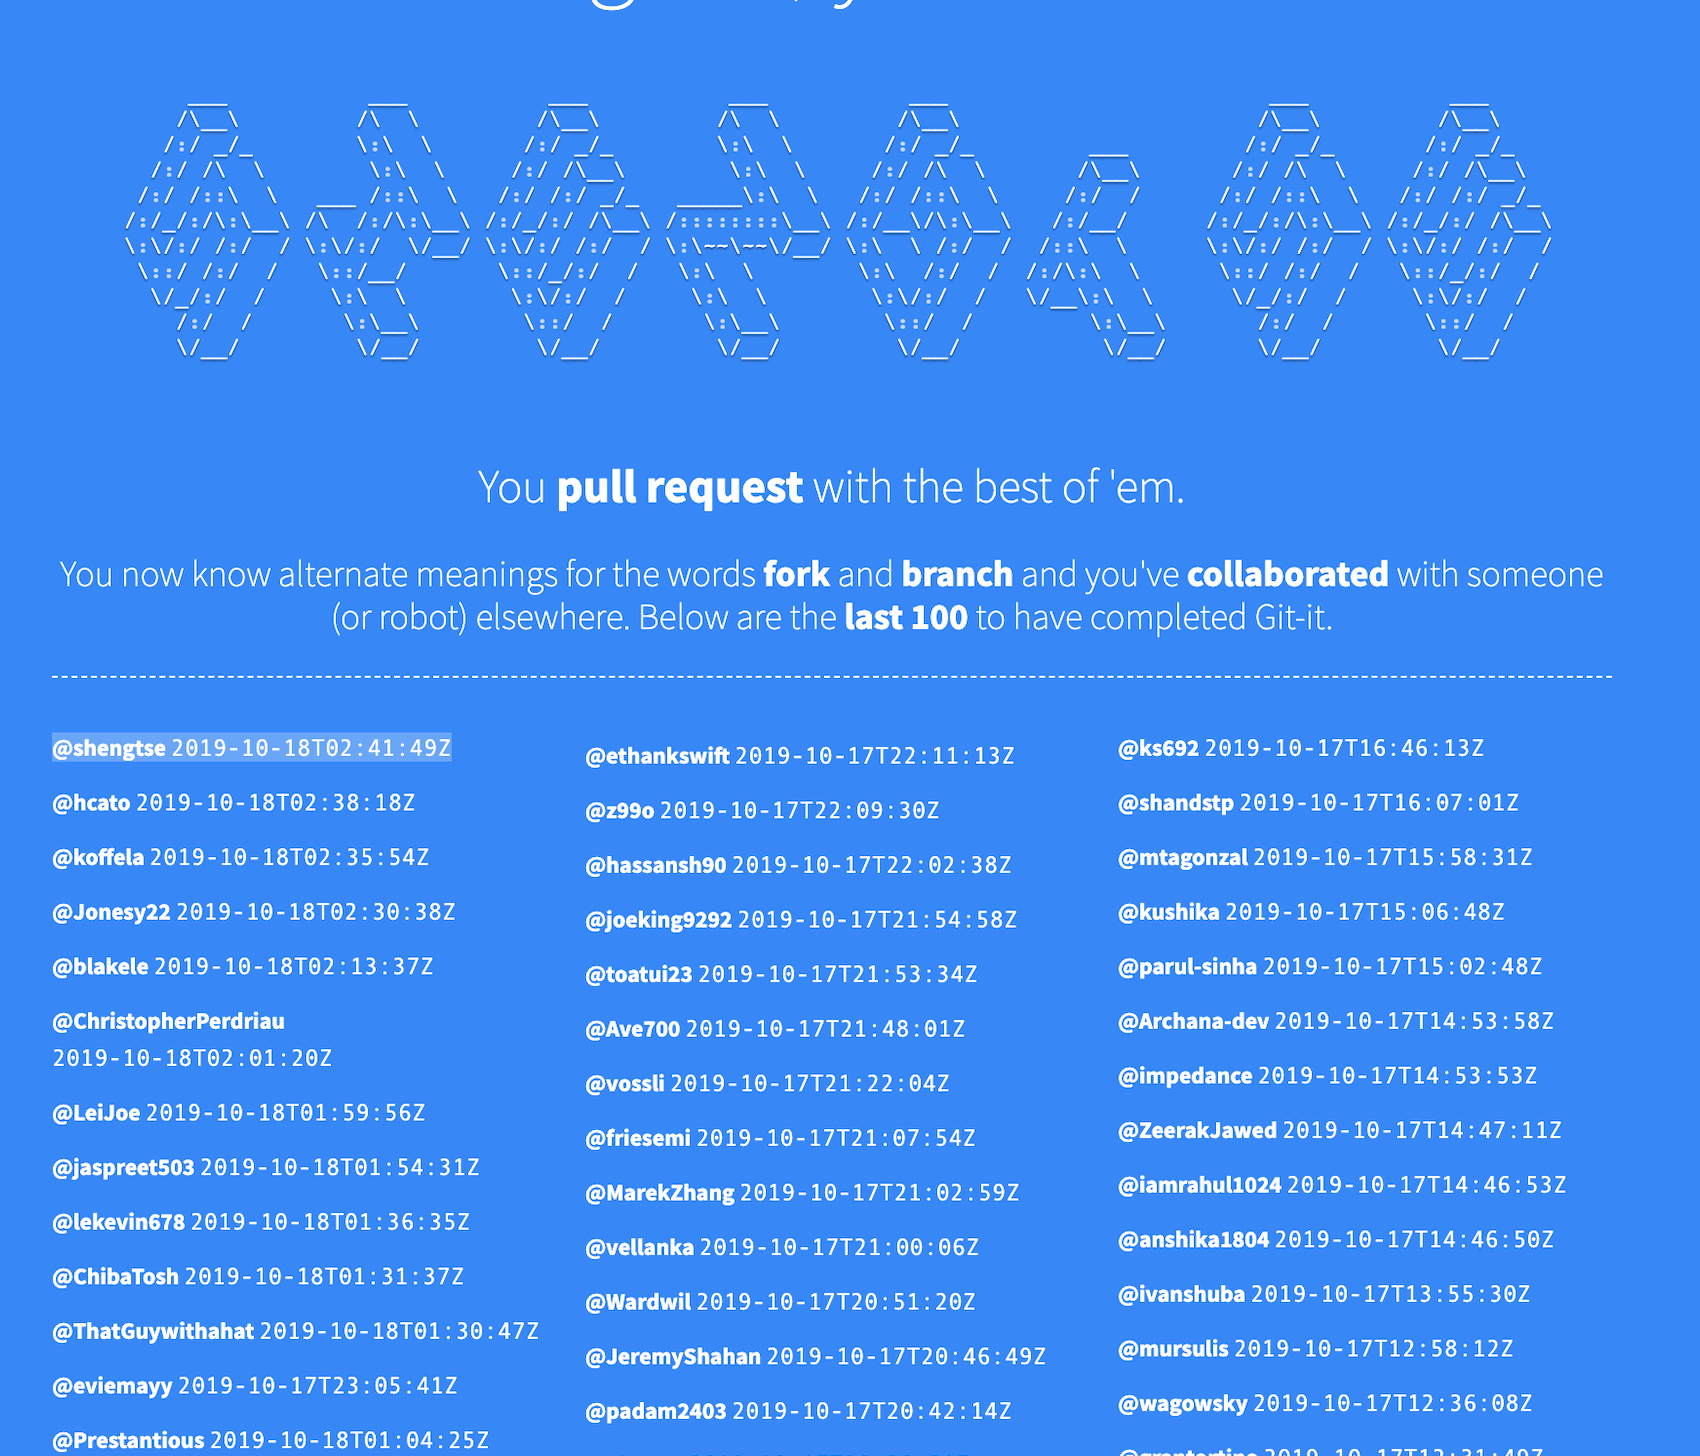 You pull request with the best of 'em.
You now know alternate meanings for the words fork and branch and you've collaborated with someone
(or robot) elsewhere. Below are the last 100 to have completed Git-it.
@shengtse 2019-10-18T02:41:49Z
@hcato 2019-10-18T02:38:18Z
@koffela 2019-10-18T02:35:54Z
@Jonesy22 2019-10-18T02:30:38Z
@blakele 2019-10-18T02:13:37Z
@ChristopherPerdriau
2019-10-18T02:01:20Z
@LeiJoe 2019-10-18T01:59:56Z
@jaspreet503 2019-10-18T01:54:31Z
@lekevin678 2019-10-18T01:36:35Z
@ChibaTosh 2019-10-18T01:31:37Z
@ThatGuywithahat 2019-10-18T01:30:47Z
@eviemayy 2019-10-17T23:05:41Z
@Prestantious 2019-10-18T01:04:25Z
@ethankswift 2019-10-17T22:11:13Z
@z99o 2019-10-17T22:09:30Z
@hassansh90 2019-10-17T22:02:38Z
@joeking9292 2019-10-17T21:54:58Z
@toatui23 2019-10-17T21:53:34Z
@Ave700 2019-10-17T21:48:01Z
@vossli 2019-10-17T21:22:04Z
@friesemi 2019-10-17T21:07:54Z
@MarekZhang 2019-10-17T21:02:59Z
@vellanka 2019-10-17T21:00:06Z
@Wardwil 2019-10-17T20:51:20Z
@JeremyShahan 2019-10-17T20:46:49Z
@padam2403 2019-10-17T20:42:14Z
@ks692 2019-10-17T16:46:13Z
@shandstp 2019-10-17T16:07:01Z
@mtagonzal 2019-10-17T15:58:31Z
@kushika 2019-10-17T15:06:48Z
@parul-sinha 2019-10-17T15:02:48Z
@Archana-dev 2019-10-17T14:53:58Z
@impedance 2019-10-17T14:53:53Z
@ZeerakJawed 2019-10-17T14:47:11Z
@iamrahul1024 2019-10-17T14:46:53Z
@anshika1804 2019-10-17T14:46:50Z
@ivanshuba 2019-10-17T13:55:30Z
@mursulis 2019-10-17T12:58:12Z
@wagowsky 2019-10-17T12:36:08Z